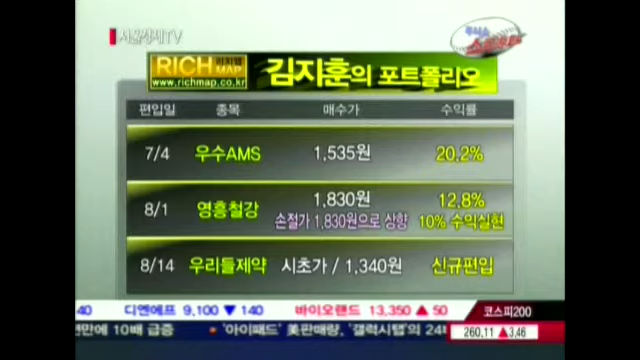 서울경제TV
RICH MAP 리치맵
www.richmap.co.kr
김지훈의 포트폴리오
편입일 종목 매수가 수익률
7/4 우수AMS 1,535원 20.2%
8/1 영흥철강 1,830원 12.8%
손절가 1,830원으로 상향 10% 수익실현
8/14 우리들제약 시초가 / 1,340원 신규편입
40 디엔에프 9,100 ▼ 140 바이오랜드 13,350 ▲ 50 코스피200
년만에 10배 급증 • '아이패드' 美판매량, '갤럭시탭'의 24 260.11 ▲3.46